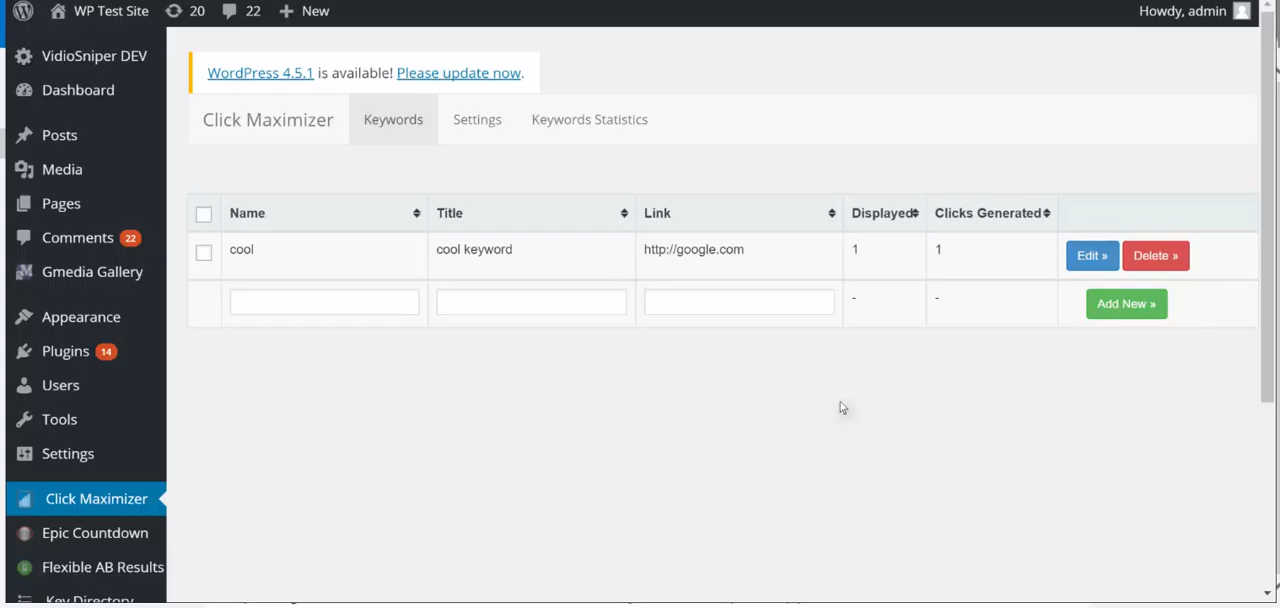 WP Test Site 20 22 New Howdy, admin
VidioSniper DEV
Dashboard
Posts
Media
Pages
Comments 22
Gmedia Gallery
Appearance
Plugins 14
Users
Tools
Settings
Click Maximizer
Epic Countdown
Flexible AB Results
Key Directory
WordPress 4.5.1 is available! Please update now.
Click Maximizer Keywords Settings Keywords Statistics
Name Title Link Displayed Clicks Generated
cool cool keyword http://google.com 1 1 Edit » Delete »
- - Add New »